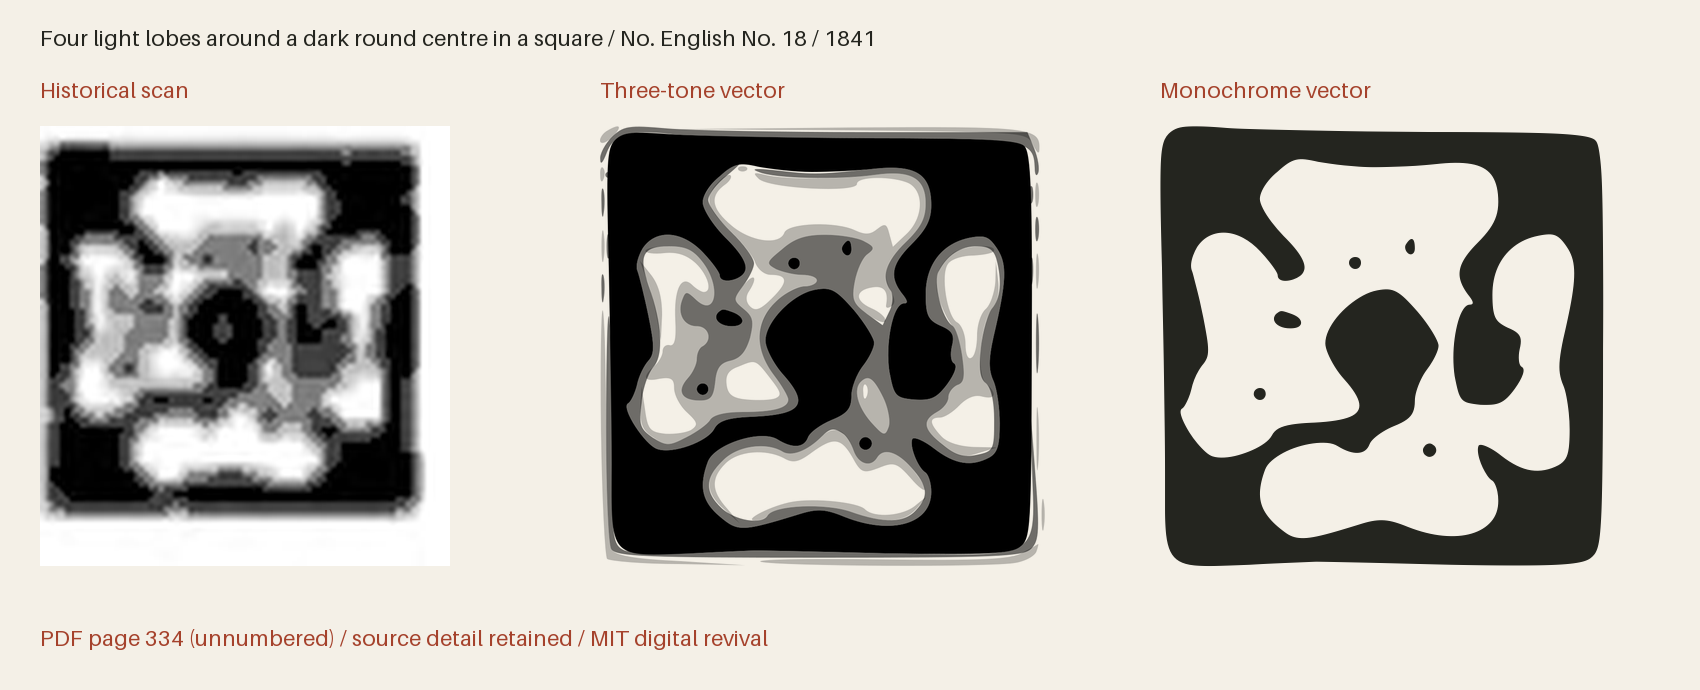 Four light lobes around a dark round centre in a square / No. English No. 18 / 1841
Historical scan
Three-tone vector
Monochrome vector
PDF page 334 (unnumbered) / source detail retained / MIT digital revival